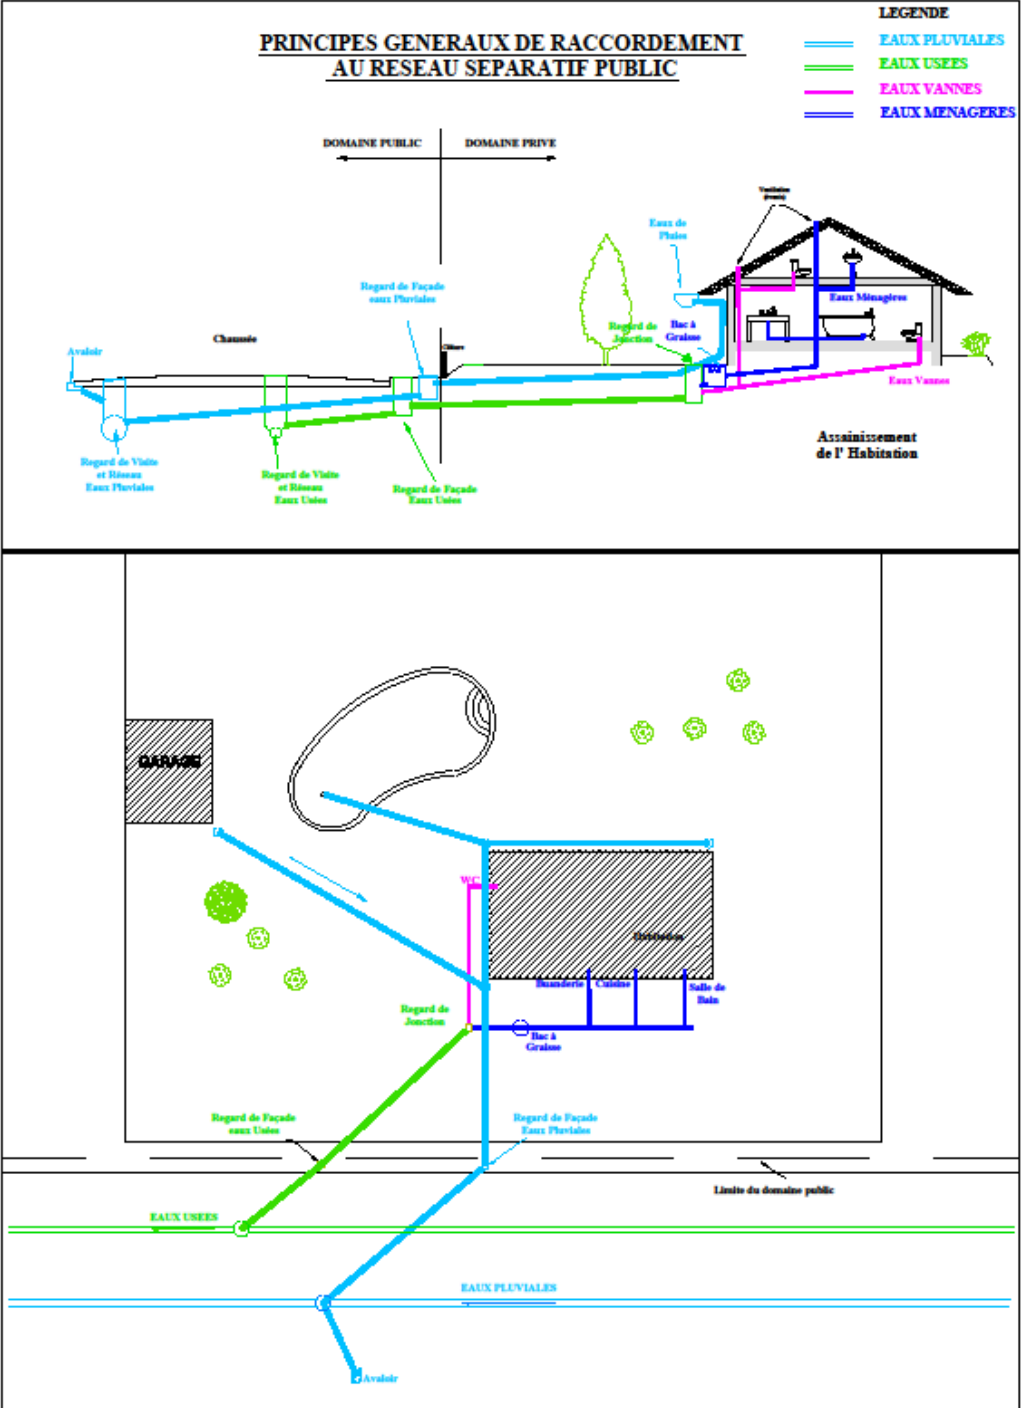 LEGENDE
PRINCIPES GENERAUX DE RACCORDEMENT
AU RESEAU SEPARATIF PUBLIC
EAUX PLUVIALES
EAUX USEES
EAUX VANNES
EAUX MENAGERES
DOMAINE PUBLIC
DOMAINE PRIVE
Ventilation
Eaux de
Pluies
Regard de Façade
eaux Pluviales
Eaux Ménagères
Regard de
Jonction
Bac à
Graisse
Chaussée
Clôture
Avaloir
Eaux Vannes
Assainissement
de l' Habitation
Regard de Visite
et Réseau
Eaux Pluviales
Regard de Visite
et Réseau
Eaux Usées
Regard de Façade
Eaux Usées
GARAGE
WC
Habitation
Buanderie
Cuisine
Salle de
Bain
Regard de
Jonction
Bac à
Graisse
Regard de Façade
eaux Usées
Regard de Façade
Eaux Pluviales
Limite du domaine public
EAUX USEES
EAUX PLUVIALES
Avaloir